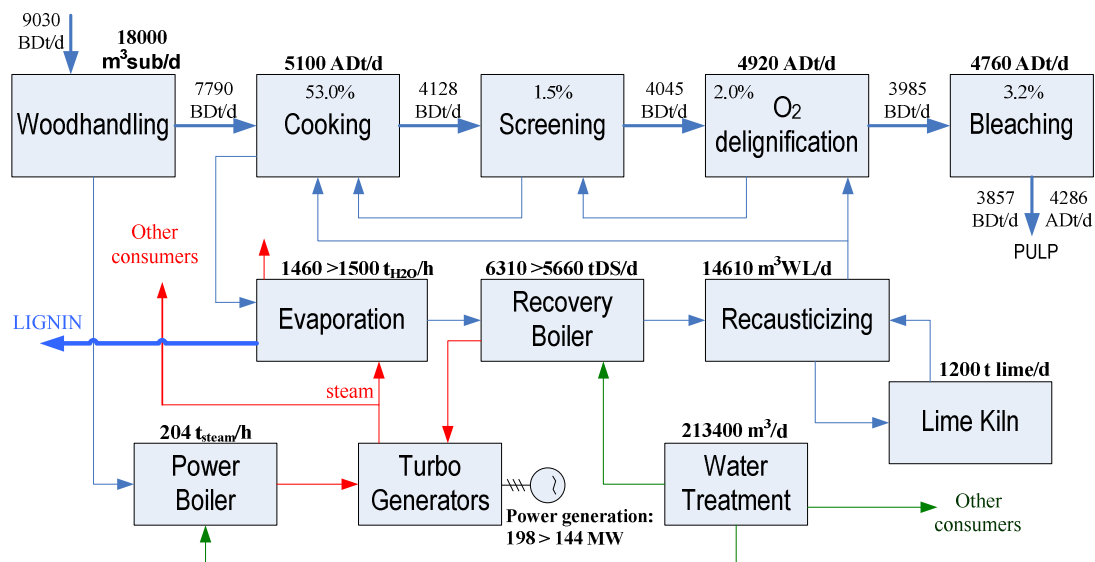 9030
BDt/d
18000
m³sub/d
Woodhandling
7790
BDt/d
5100 ADt/d
53.0%
Cooking
4128
BDt/d
1.5%
Screening
4045
BDt/d
4920 ADt/d
2.0%
O₂
delignification
3985
BDt/d
4760 ADt/d
3.2%
Bleaching
3857
BDt/d
4286
ADt/d
PULP
Other
consumers
1460 >1500 tH2O/h
Evaporation
LIGNIN
steam
6310 >5660 tDS/d
Recovery
Boiler
14610 m³WL/d
Recausticizing
1200 t lime/d
Lime Kiln
204 tsteam/h
Power
Boiler
Turbo
Generators
Power generation:
198 > 144 MW
213400 m³/d
Water
Treatment
Other
consumers